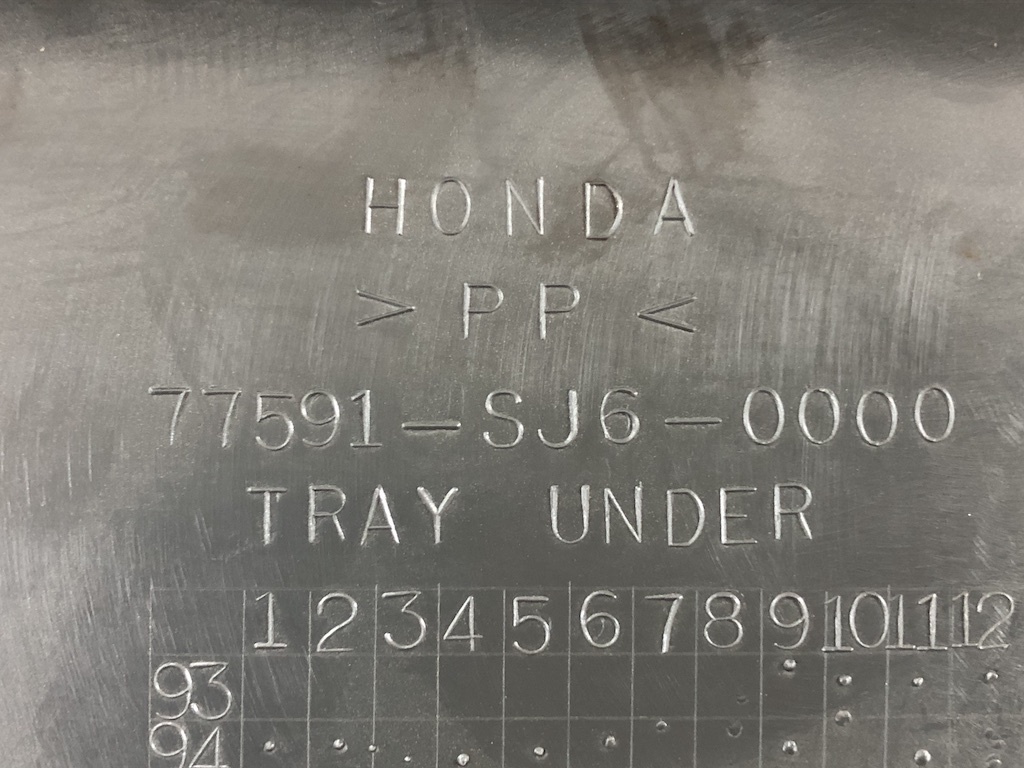 HONDA
> PP <
77591-SJ6-0000
TRAY UNDER
1 2 3 4 5 6 7 8 9 10 11 12
93
94